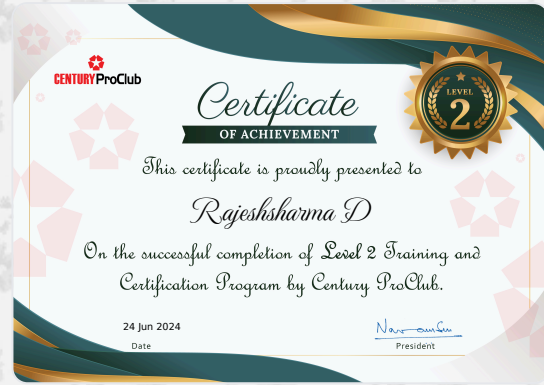 CENTURY ProClub
Certificate
OF ACHIEVEMENT
LEVEL
2
This certificate is proudly presented to
Rajeshsharma D
On the successful completion of Level 2 Training and
Certification Program by Century ProClub.
24 Jun 2024
Date
President